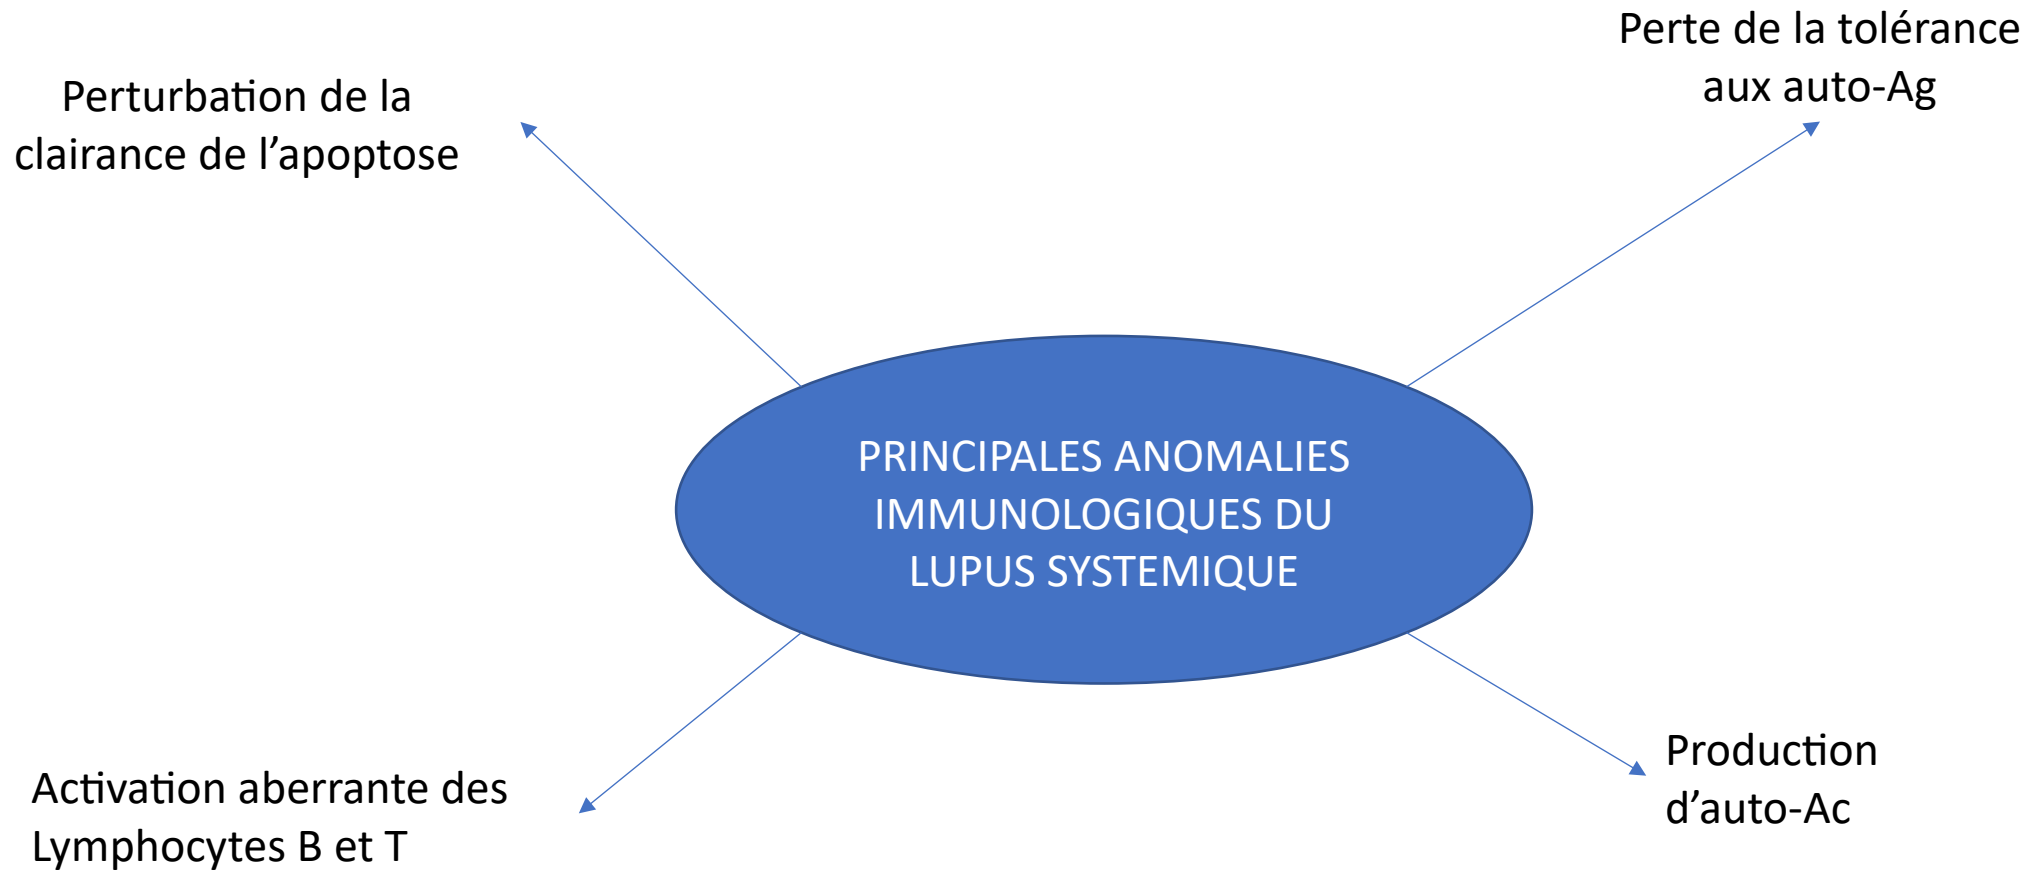 Perte de la tolérance
aux auto-Ag
Perturbation de la
clairance de l’apoptose
PRINCIPALES ANOMALIES
IMMUNOLOGIQUES DU
LUPUS SYSTEMIQUE
Activation aberrante des
Lymphocytes B et T
Production
d’auto-Ac